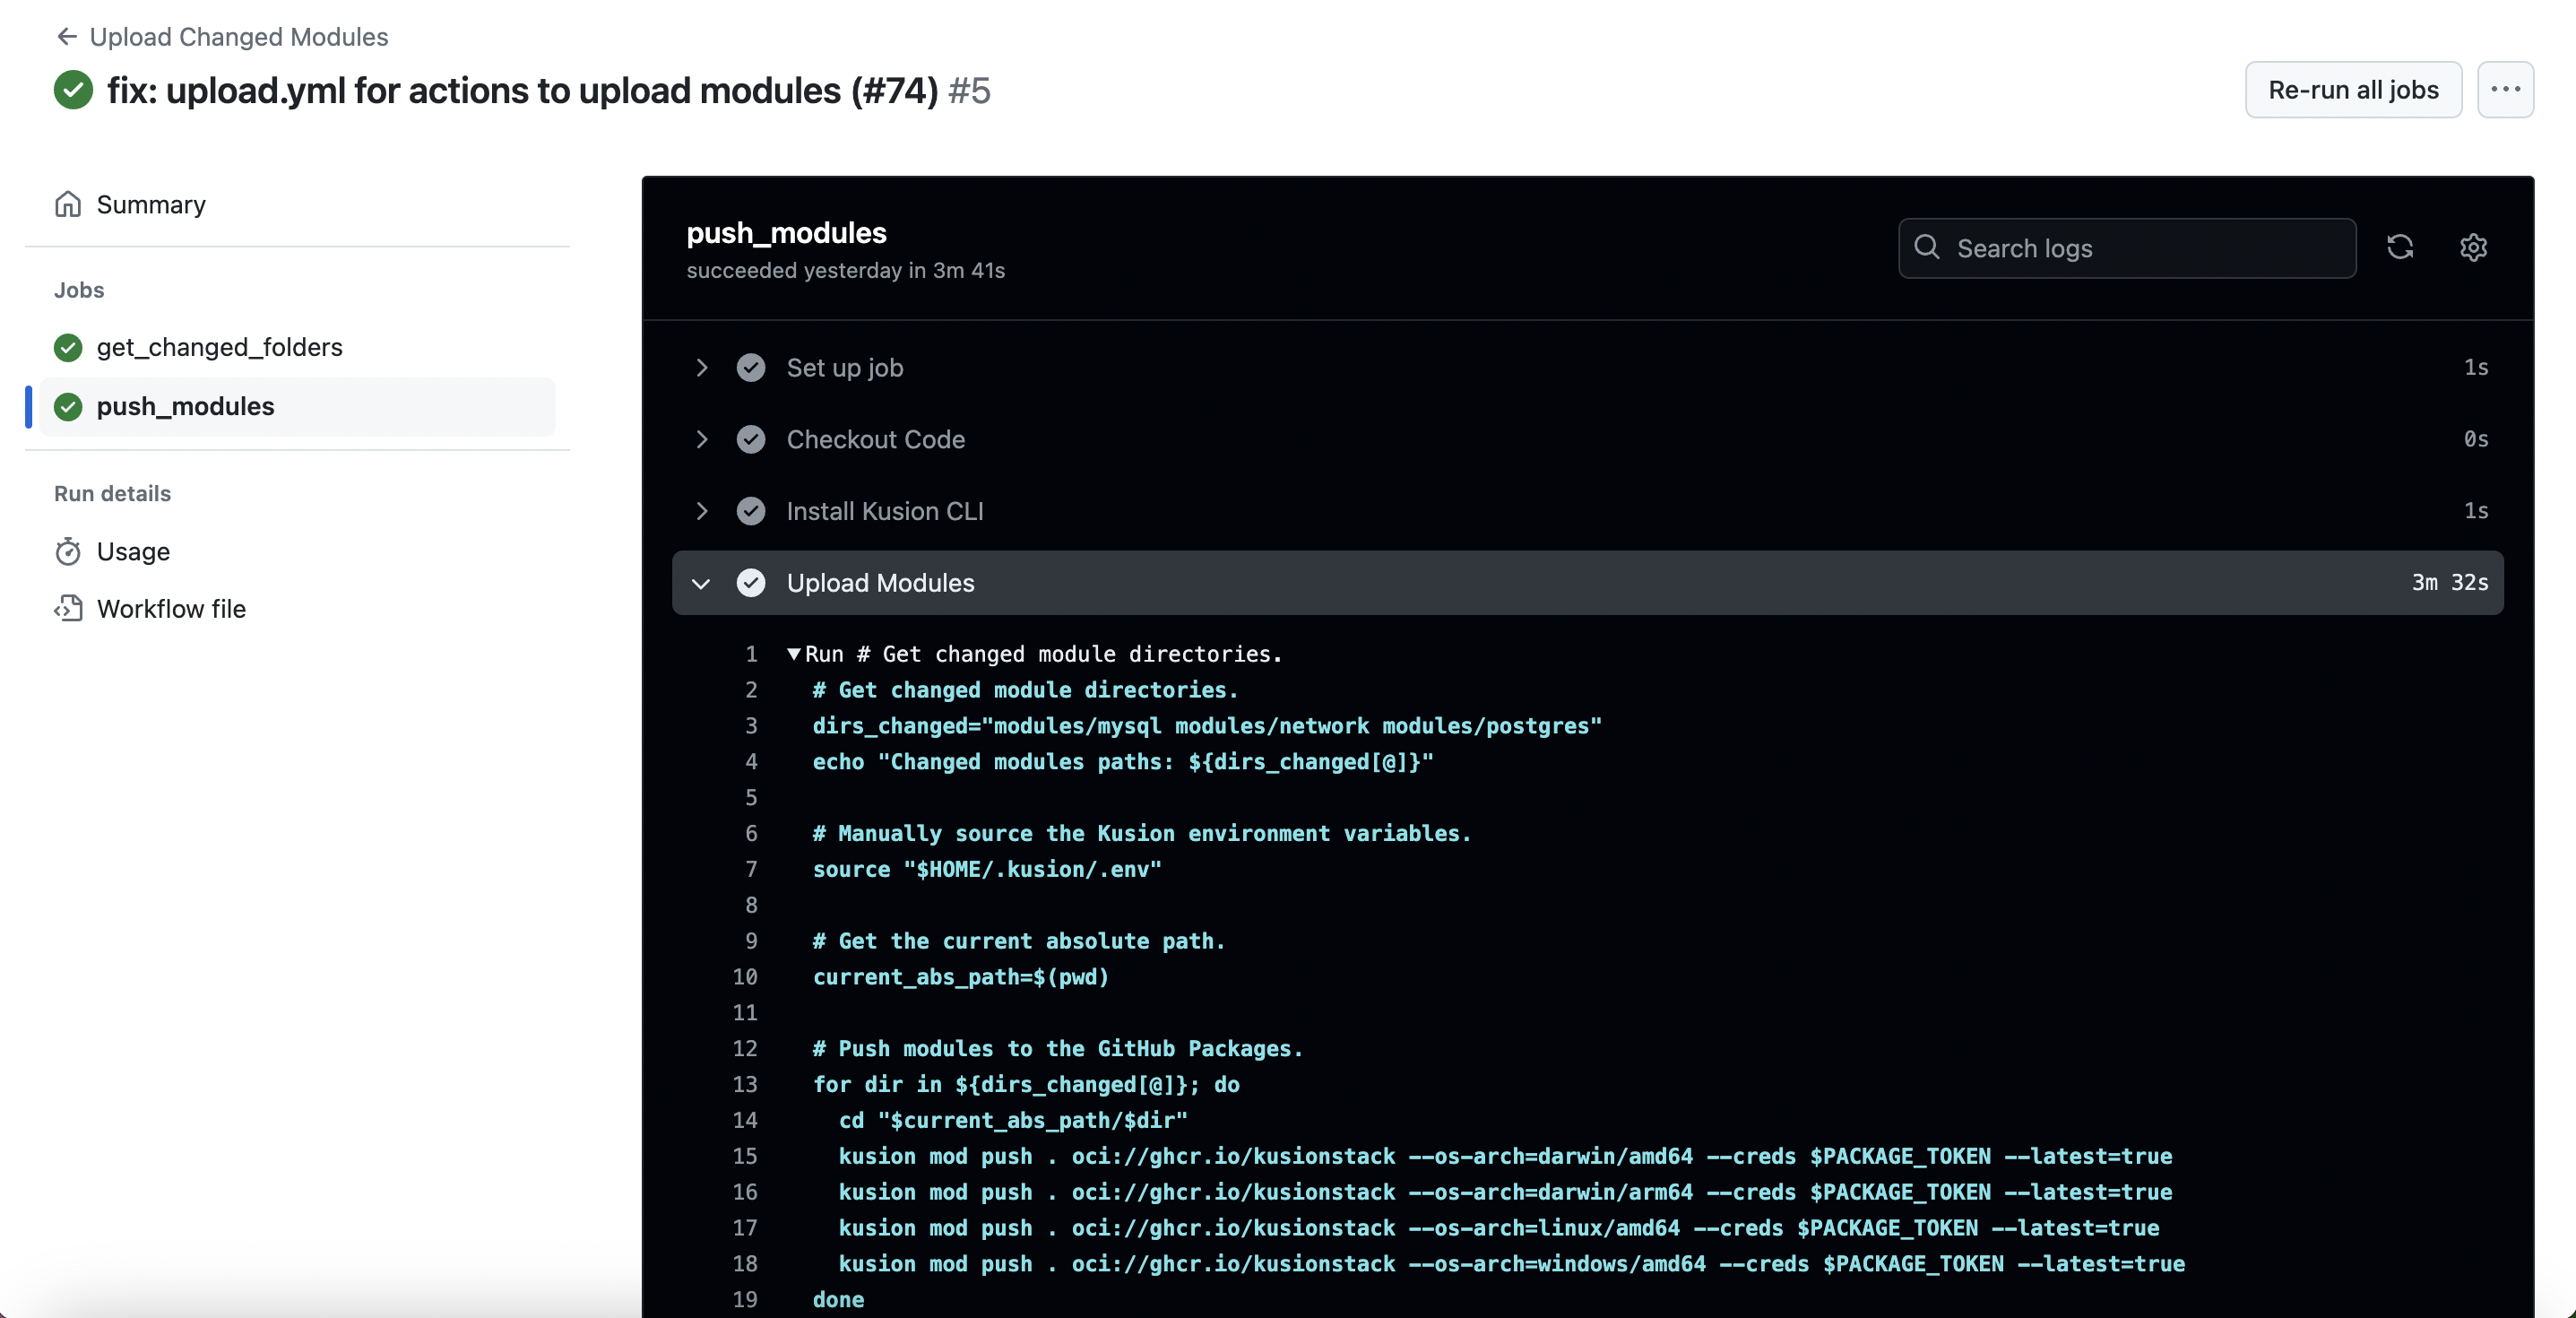 ← Upload Changed Modules
fix: upload.yml for actions to upload modules (#74) #5
Re-run all jobs
Summary
Jobs
get_changed_folders
push_modules
Run details
Usage
Workflow file
push_modules
succeeded yesterday in 3m 41s
Search logs
Set up job 1s
Checkout Code 0s
Install Kusion CLI 1s
Upload Modules 3m 32s
1 ▼Run # Get changed module directories.
2 # Get changed module directories.
3 dirs_changed="modules/mysql modules/network modules/postgres"
4 echo "Changed modules paths: ${dirs_changed[@]}"
5
6 # Manually source the Kusion environment variables.
7 source "$HOME/.kusion/.env"
8
9 # Get the current absolute path.
10 current_abs_path=$(pwd)
11
12 # Push modules to the GitHub Packages.
13 for dir in ${dirs_changed[@]}; do
14 cd "$current_abs_path/$dir"
15 kusion mod push . oci://ghcr.io/kusionstack --os-arch=darwin/amd64 --creds $PACKAGE_TOKEN --latest=true
16 kusion mod push . oci://ghcr.io/kusionstack --os-arch=darwin/arm64 --creds $PACKAGE_TOKEN --latest=true
17 kusion mod push . oci://ghcr.io/kusionstack --os-arch=linux/amd64 --creds $PACKAGE_TOKEN --latest=true
18 kusion mod push . oci://ghcr.io/kusionstack --os-arch=windows/amd64 --creds $PACKAGE_TOKEN --latest=true
19 done